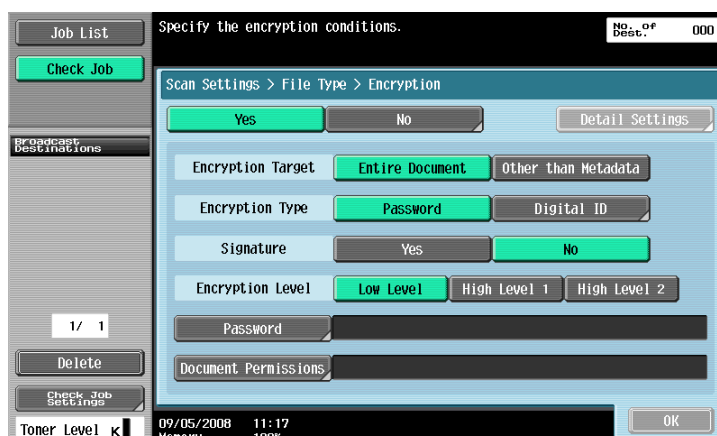 Job List
Check Job
Broadcast
Destinations
1/ 1
Delete
Check Job
Settings
Toner Level K
Specify the encryption conditions.
No. of
Dest.
000
Scan Settings > File Type > Encryption
Yes No Detail Settings
Encryption Target Entire Document Other than Metadata
Encryption Type Password Digital ID
Signature Yes No
Encryption Level Low Level High Level 1 High Level 2
Password
Document Permissions
OK
09/05/2008 11:17
Memory 100%